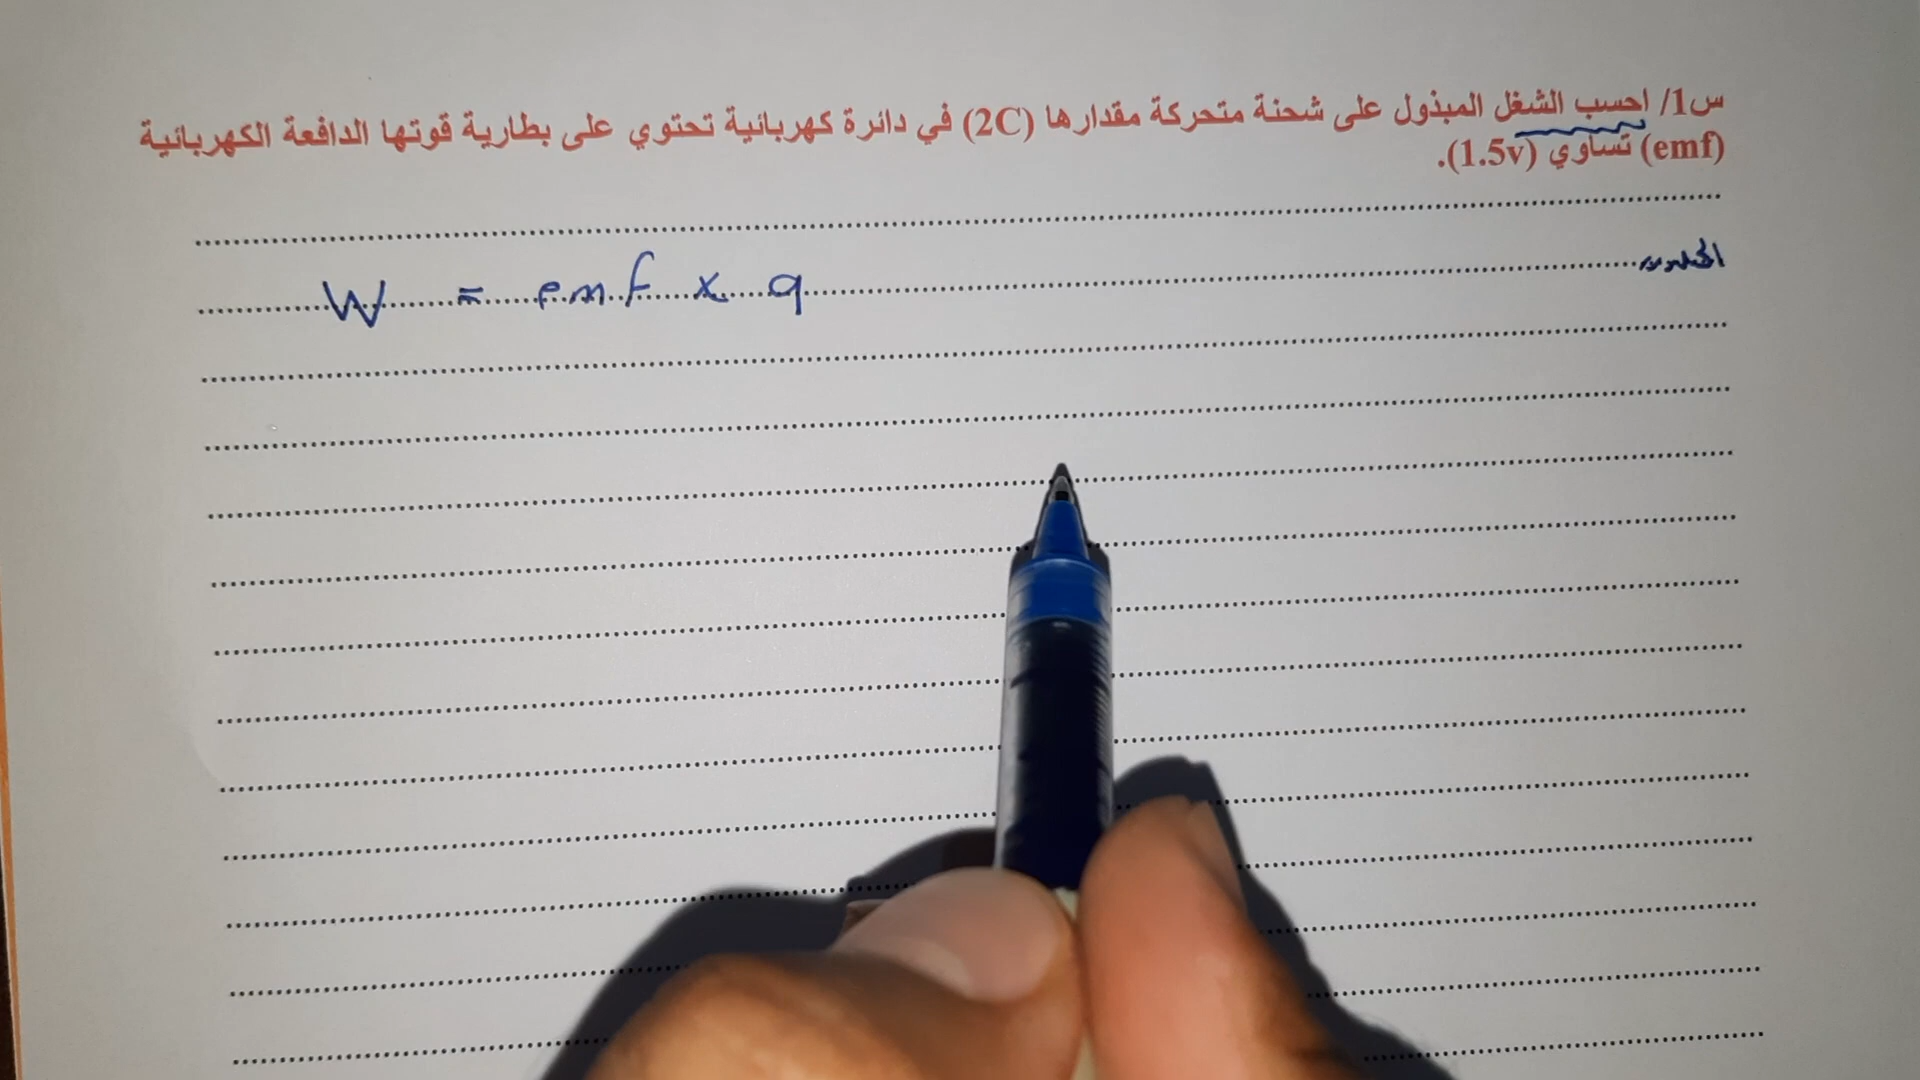 س1/ احسب الشغل المبذول على شحنة متحركة مقدارها (2C) في دائرة كهربائية تحتوي على بطارية قوتها الدافعة الكهربائية
(emf) تساوي (1.5v).
W = emf × q